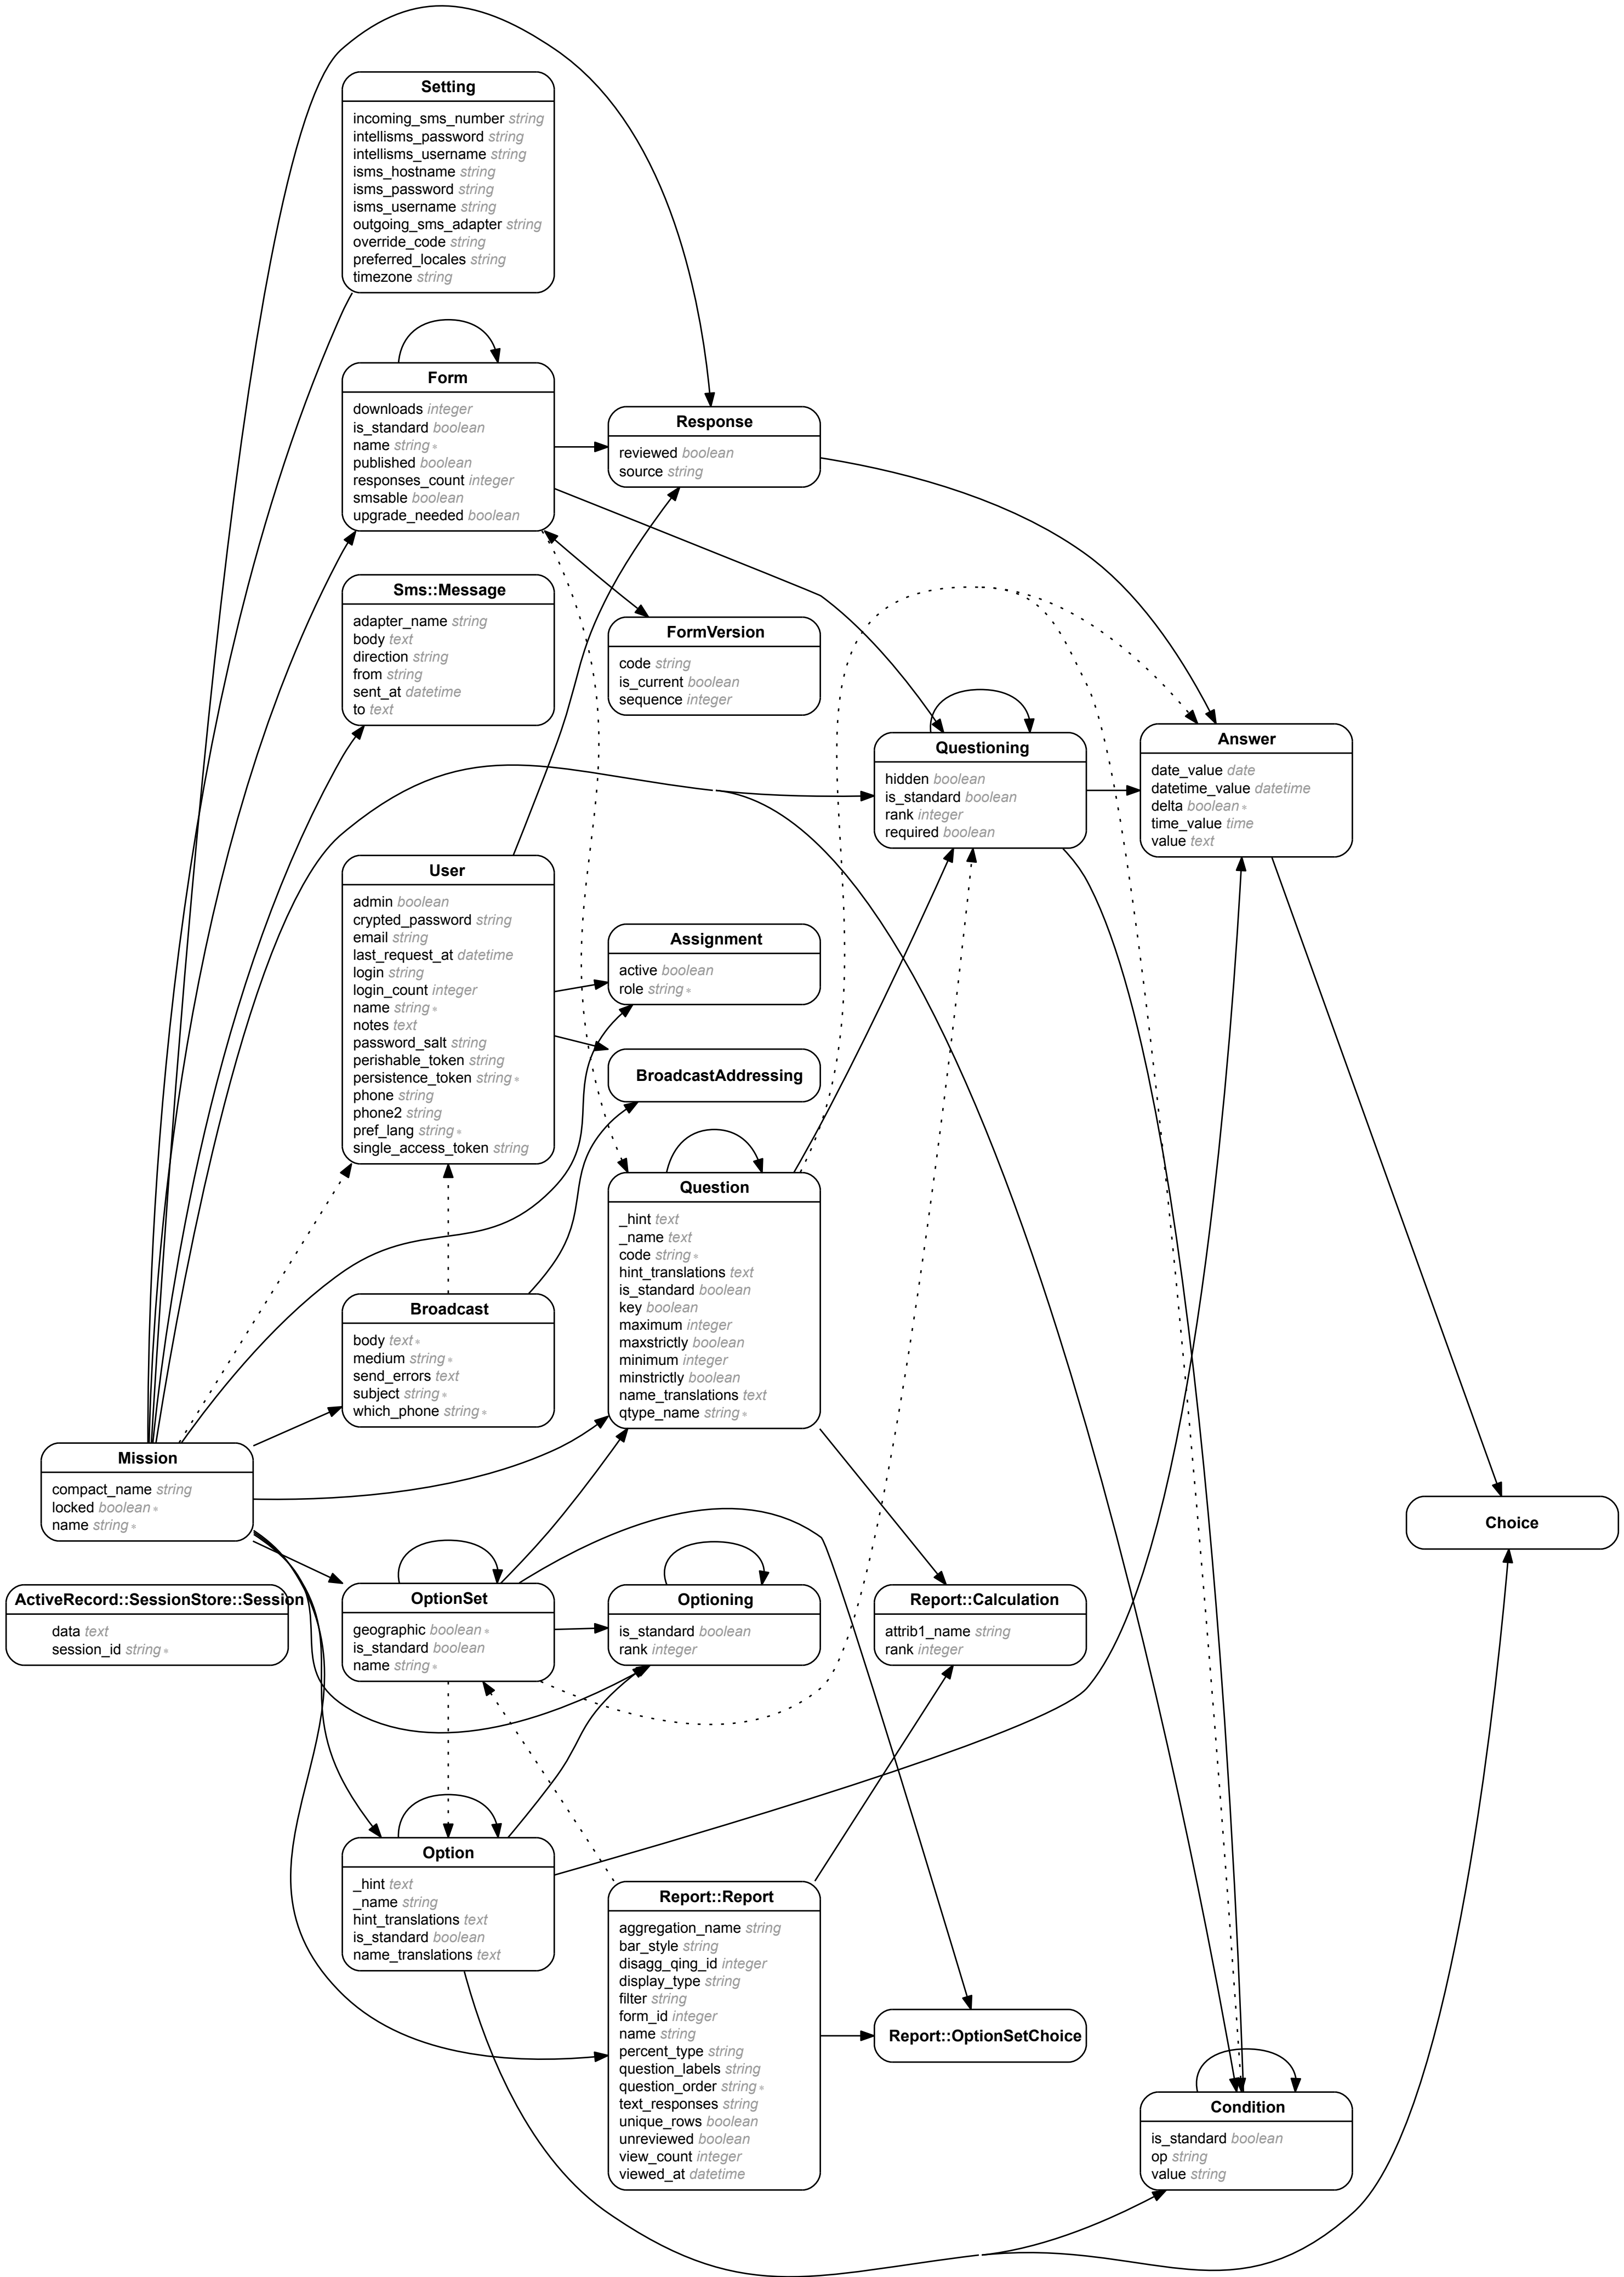 Setting
incoming_sms_number string
intellisms_password string
intellisms_username string
isms_hostname string
isms_password string
isms_username string
outgoing_sms_adapter string
override_code string
preferred_locales string
timezone string
Form
downloads integer
is_standard boolean
name string*
published boolean
responses_count integer
smsable boolean
upgrade_needed boolean
Response
reviewed boolean
source string
Sms::Message
adapter_name string
body text
direction string
from string
sent_at datetime
to text
FormVersion
code string
is_current boolean
sequence integer
Questioning
hidden boolean
is_standard boolean
rank integer
required boolean
Answer
date_value date
datetime_value datetime
delta boolean*
time_value time
value text
User
admin boolean
crypted_password string
email string
last_request_at datetime
login string
login_count integer
name string*
notes text
password_salt string
perishable_token string
persistence_token string*
phone string
phone2 string
pref_lang string*
single_access_token string
Assignment
active boolean
role string*
BroadcastAddressing
Question
_hint text
_name text
code string*
hint_translations text
is_standard boolean
key boolean
maximum integer
maxstrictly boolean
minimum integer
minstrictly boolean
name_translations text
qtype_name string*
Broadcast
body text*
medium string*
send_errors text
subject string*
which_phone string*
Mission
compact_name string
locked boolean*
name string*
Choice
ActiveRecord::SessionStore::Session
data text
session_id string*
OptionSet
geographic boolean*
is_standard boolean
name string*
Optioning
is_standard boolean
rank integer
Report::Calculation
attrib1_name string
rank integer
Option
_hint text
_name string
hint_translations text
is_standard boolean
name_translations text
Report::Report
aggregation_name string
bar_style string
disagg_qing_id integer
display_type string
filter string
form_id integer
name string
percent_type string
question_labels string
question_order string*
text_responses string
unique_rows boolean
unreviewed boolean
view_count integer
viewed_at datetime
Report::OptionSetChoice
Condition
is_standard boolean
op string
value string